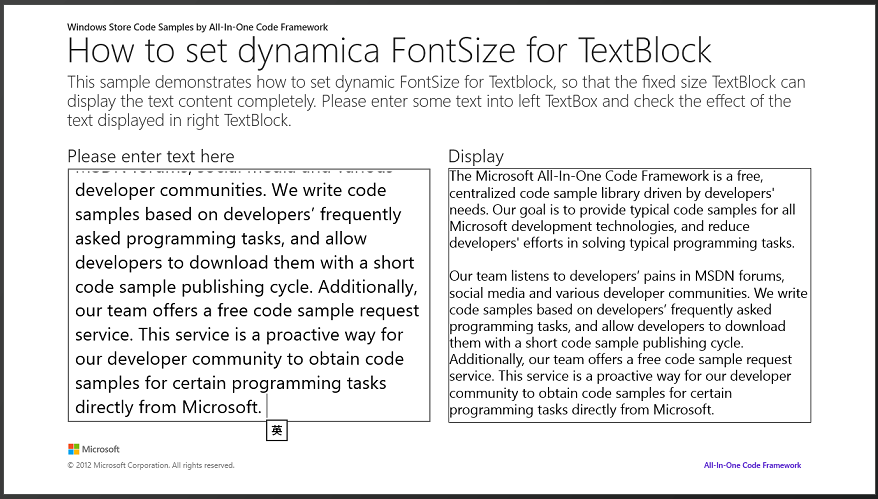 Windows Store Code Samples by All-In-One Code Framework
How to set dynamica FontSize for TextBlock
This sample demonstrates how to set dynamic FontSize for Textblock, so that the fixed size TextBlock can
display the text content completely. Please enter some text into left TextBox and check the effect of the
text displayed in right TextBlock.
Please enter text here
MSDN forums, social media and various
developer communities. We write code
samples based on developers’ frequently
asked programming tasks, and allow
developers to download them with a short
code sample publishing cycle. Additionally,
our team offers a free code sample request
service. This service is a proactive way for
our developer community to obtain code
samples for certain programming tasks
directly from Microsoft.
英
Display
The Microsoft All-In-One Code Framework is a free,
centralized code sample library driven by developers'
needs. Our goal is to provide typical code samples for all
Microsoft development technologies, and reduce
developers' efforts in solving typical programming tasks.
Our team listens to developers’ pains in MSDN forums,
social media and various developer communities. We write
code samples based on developers’ frequently asked
programming tasks, and allow developers to download
them with a short code sample publishing cycle.
Additionally, our team offers a free code sample request
service. This service is a proactive way for our developer
community to obtain code samples for certain
programming tasks directly from Microsoft.
Microsoft
© 2012 Microsoft Corporation. All rights reserved.
All-In-One Code Framework